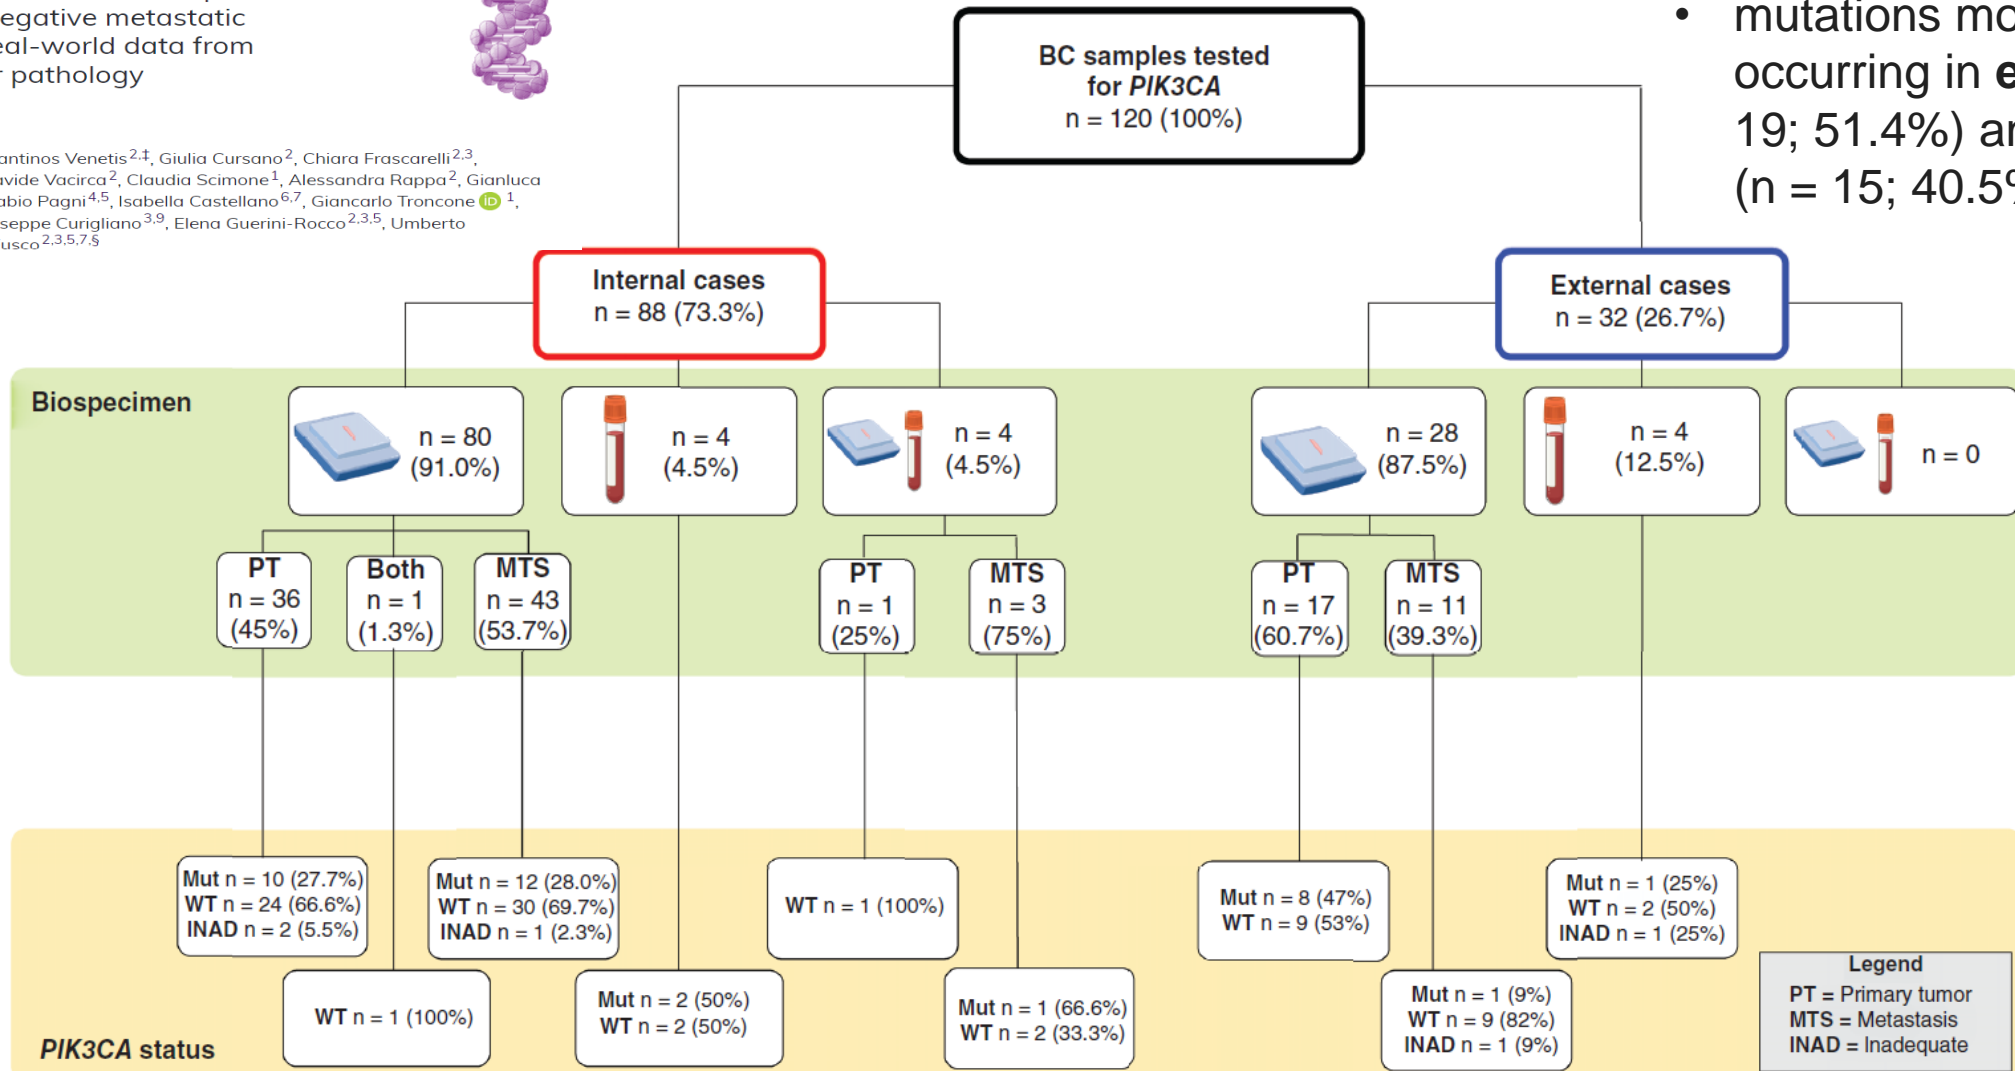 egative metastatic
eal-world data from
r pathology
antinos Venetis2,‡, Giulia Cursano2, Chiara Frascarelli2,3,
avide Vacirca2, Claudia Scimone1, Alessandra Rappa2, Gianluca
abio Pagni4,5, Isabella Castellano6,7, Giancarlo Troncone iD 1,
seppe Curigliano3,9, Elena Guerini-Rocco2,3,5, Umberto
usco2,3,5,7,§
BC samples tested
for PIK3CA
n = 120 (100%)
• mutations mo
occurring in e
19; 51.4%) ar
(n = 15; 40.5%
Internal cases
n = 88 (73.3%)
External cases
n = 32 (26.7%)
Biospecimen
n = 80
(91.0%)
n = 4
(4.5%)
n = 4
(4.5%)
n = 28
(87.5%)
n = 4
(12.5%)
n = 0
PT
n = 36
(45%)
Both
n = 1
(1.3%)
MTS
n = 43
(53.7%)
PT
n = 1
(25%)
MTS
n = 3
(75%)
PT
n = 17
(60.7%)
MTS
n = 11
(39.3%)
Mut n = 10 (27.7%)
WT n = 24 (66.6%)
INAD n = 2 (5.5%)
Mut n = 12 (28.0%)
WT n = 30 (69.7%)
INAD n = 1 (2.3%)
WT n = 1 (100%)
Mut n = 8 (47%)
WT n = 9 (53%)
Mut n = 1 (25%)
WT n = 2 (50%)
INAD n = 1 (25%)
WT n = 1 (100%)
Mut n = 2 (50%)
WT n = 2 (50%)
Mut n = 1 (66.6%)
WT n = 2 (33.3%)
Mut n = 1 (9%)
WT n = 9 (82%)
INAD n = 1 (9%)
PIK3CA status
Legend
PT = Primary tumor
MTS = Metastasis
INAD = Inadequate